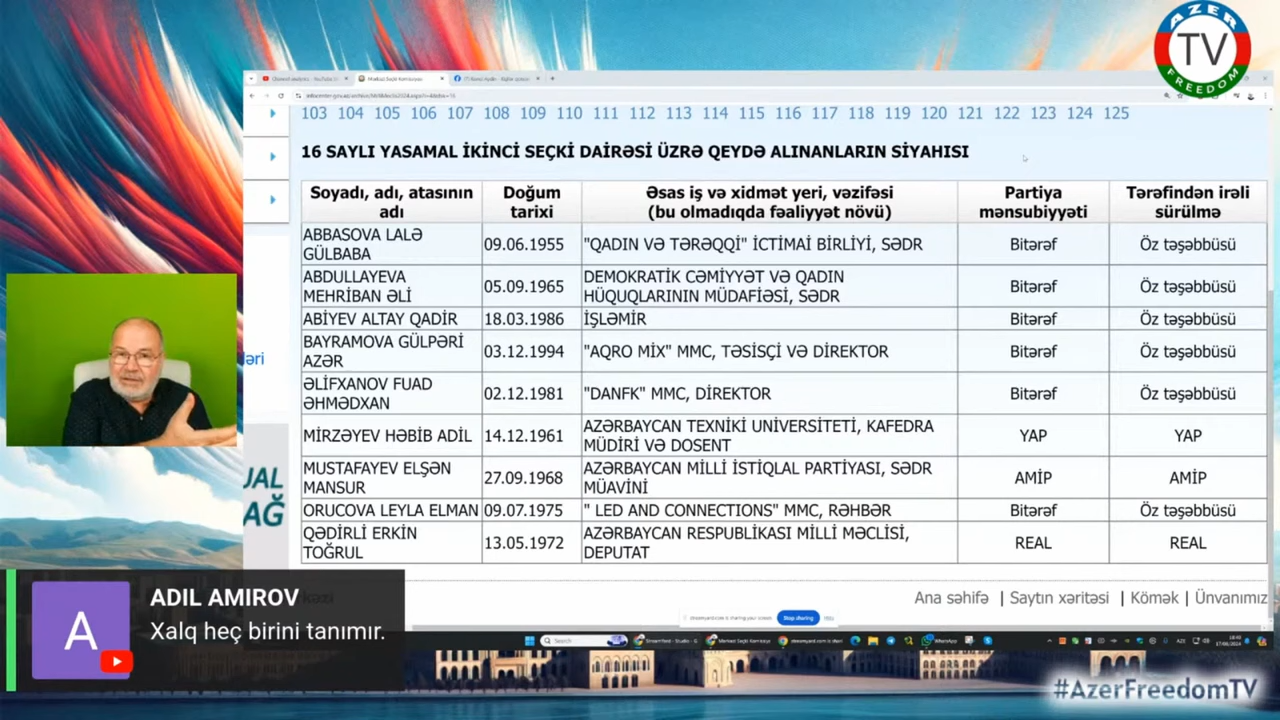 AZER
TV
FREEDOM
103 104 105 106 107 108 109 110 111 112 113 114 115 116 117 118 119 120 121 122 123 124 125
16 SAYLI YASAMAL İKİNCİ SEÇKİ DAİRƏSİ ÜZRƏ QEYDƏ ALINANLARIN SİYAHISI
Soyadı, adı, atasının adı Doğum tarixi Əsas iş və xidmət yeri, vəzifəsi (bu olmadıqda fəaliyyət növü) Partiya mənsubiyyəti Tərəfindən irəli sürülmə
ABBASOVA LALƏ GÜLBABA 09.06.1955 "QADIN VƏ TƏRƏQQİ" İCTİMAİ BİRLİYİ, SƏDR Bitərəf Öz təşəbbüsü
ABDULLAYEVA MEHRİBAN ƏLİ 05.09.1965 DEMOKRATİK CƏMİYYƏT VƏ QADIN HÜQUQLARININ MÜDAFİƏSİ, SƏDR Bitərəf Öz təşəbbüsü
ABİYEV ALTAY QADİR 18.03.1986 İŞLƏMİR Bitərəf Öz təşəbbüsü
BAYRAMOVA GÜLPƏRİ AZƏR 03.12.1994 "AQRO MİX" MMC, TƏSİSÇİ VƏ DİREKTOR Bitərəf Öz təşəbbüsü
ƏLİFXANOV FUAD ƏHMƏDXAN 02.12.1981 "DANFK" MMC, DİREKTOR Bitərəf Öz təşəbbüsü
MİRZƏYEV HƏBİB ADİL 14.12.1961 AZƏRBAYCAN TEXNİKİ UNİVERSİTETİ, KAFEDRA MÜDİRİ VƏ DOSENT YAP YAP
MUSTAFAYEV ELŞƏN MANSUR 27.09.1968 AZƏRBAYCAN MİLLİ İSTİQLAL PARTİYASI, SƏDR MÜAVİNİ AMİP AMİP
ORUCOVA LEYLA ELMAN 09.07.1975 " LED AND CONNECTIONS" MMC, RƏHBƏR Bitərəf Öz təşəbbüsü
QƏDİRLİ ERKİN TOĞRUL 13.05.1972 AZƏRBAYCAN RESPUBLİKASI MİLLİ MƏCLİSİ, DEPUTAT REAL REAL
Ana səhifə | Saytın xəritəsi | Kömək | Ünvanımız
Stop sharing
Search
A
ADIL AMIROV
Xalq heç birini tanımır.
#AzerFreedomTV